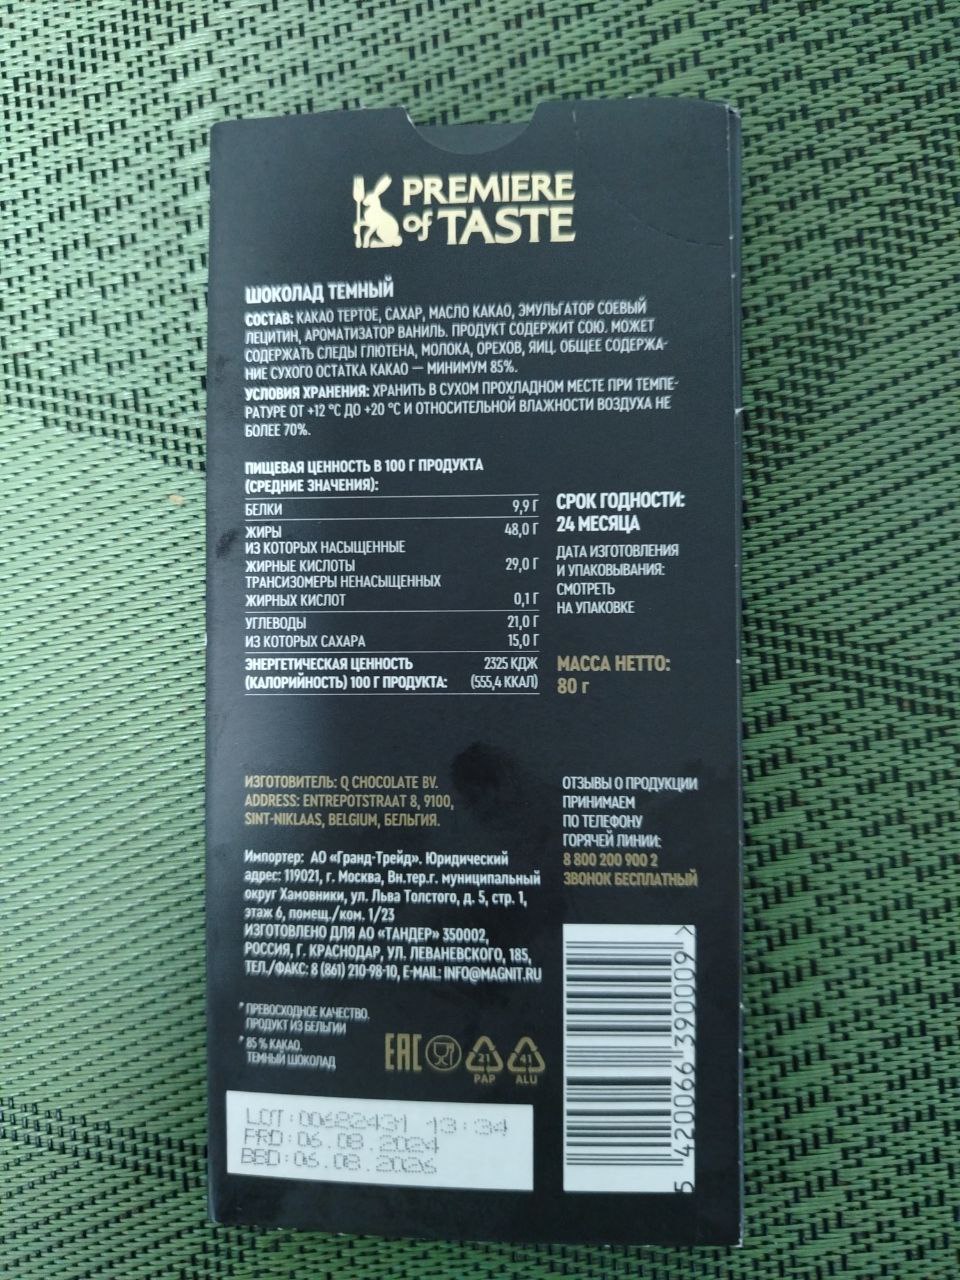 PREMIERE
of TASTE
ШОКОЛАД ТЕМНЫЙ
СОСТАВ: КАКАО ТЕРТОЕ, САХАР, МАСЛО КАКАО, ЭМУЛЬГАТОР СОЕВЫЙ
ЛЕЦИТИН, АРОМАТИЗАТОР ВАНИЛЬ. ПРОДУКТ СОДЕРЖИТ СОЮ. МОЖЕТ
СОДЕРЖАТЬ СЛЕДЫ ГЛЮТЕНА, МОЛОКА, ОРЕХОВ, ЯИЦ. ОБЩЕЕ СОДЕРЖА-
НИЕ СУХОГО ОСТАТКА КАКАО — МИНИМУМ 85%.
УСЛОВИЯ ХРАНЕНИЯ: ХРАНИТЬ В СУХОМ ПРОХЛАДНОМ МЕСТЕ ПРИ ТЕМПЕ-
РАТУРЕ ОТ +12 °С ДО +20 °С И ОТНОСИТЕЛЬНОЙ ВЛАЖНОСТИ ВОЗДУХА НЕ
БОЛЕЕ 70%.
ПИЩЕВАЯ ЦЕННОСТЬ В 100 Г ПРОДУКТА
(СРЕДНИЕ ЗНАЧЕНИЯ):
БЕЛКИ 9,9 Г
ЖИРЫ 48,0 Г
ИЗ КОТОРЫХ НАСЫЩЕННЫЕ
ЖИРНЫЕ КИСЛОТЫ 29,0 Г
ТРАНСИЗОМЕРЫ НЕНАСЫЩЕННЫХ
ЖИРНЫХ КИСЛОТ 0,1 Г
УГЛЕВОДЫ 21,0 Г
ИЗ КОТОРЫХ САХАРА 15,0 Г
ЭНЕРГЕТИЧЕСКАЯ ЦЕННОСТЬ 2325 КДЖ
(КАЛОРИЙНОСТЬ) 100 Г ПРОДУКТА: (555,4 ККАЛ)
СРОК ГОДНОСТИ:
24 МЕСЯЦА
ДАТА ИЗГОТОВЛЕНИЯ
И УПАКОВЫВАНИЯ:
СМОТРЕТЬ
НА УПАКОВКЕ
МАССА НЕТТО:
80 г
ИЗГОТОВИТЕЛЬ: Q CHOCOLATE BV.
ADDRESS: ENTREPOTSTRAAT 8, 9100,
SINT-NIKLAAS, BELGIUM, БЕЛЬГИЯ.
Импортер: АО «Гранд-Трейд». Юридический
адрес: 119021, г. Москва, Вн.тер.г. муниципальный
округ Хамовники, ул. Льва Толстого, д. 5, стр. 1,
этаж 6, помещ./ком. 1/23
ИЗГОТОВЛЕНО ДЛЯ АО «ТАНДЕР» 350002,
РОССИЯ, Г. КРАСНОДАР, УЛ. ЛЕВАНЕВСКОГО, 185,
ТЕЛ./ФАКС: 8 (861) 210-98-10, E-MAIL: INFO@MAGNIT.RU
ОТЗЫВЫ О ПРОДУКЦИИ
ПРИНИМАЕМ
ПО ТЕЛЕФОНУ
ГОРЯЧЕЙ ЛИНИИ:
8 800 200 900 2
ЗВОНОК БЕСПЛАТНЫЙ
* ПРЕВОСХОДНОЕ КАЧЕСТВО.
ПРОДУКТ ИЗ БЕЛЬГИИ
* 85 % КАКАО.
ТЕМНЫЙ ШОКОЛАД
EAC
21
PAP
41
ALU
5 420066 390009 >
LOT:00682431 13:34
PRD:06.08.2024
BBD:06.08.2026